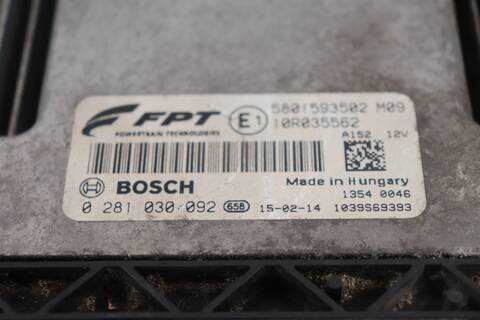 FPT
POWERTRAIN TECHNOLOGIES
E1
5801593502 M09
10R035562
A152 12V
BOSCH
Made in Hungary
1354 0046
0 281 030 092 658 15-02-14 1039S69393